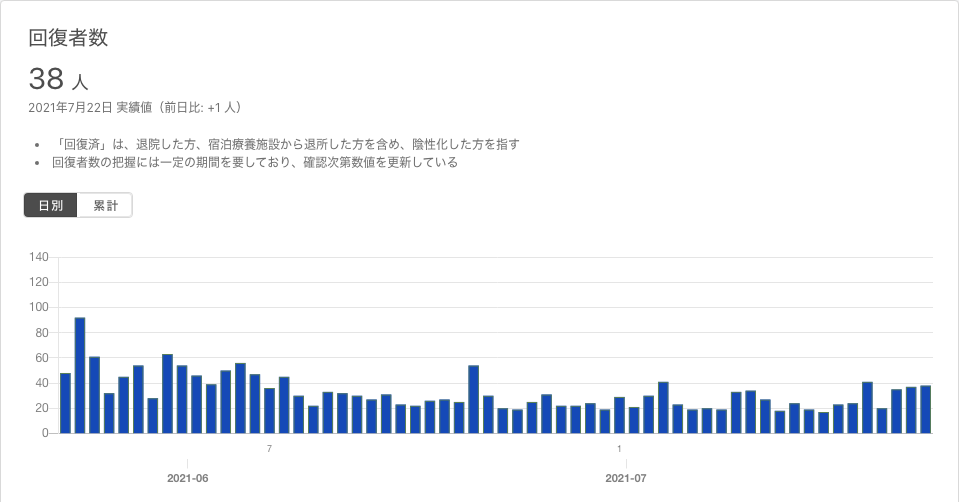 回復者数
38 人
2021年7月22日 実績値（前日比: +1 人）
• 「回復済」は、退院した方、宿泊療養施設から退所した方を含め、陰性化した方を指す
• 回復者数の把握には一定の期間を要しており、確認次第数値を更新している
日別 累計
140
120
100
80
60
40
20
0
7 1
2021-06 2021-07